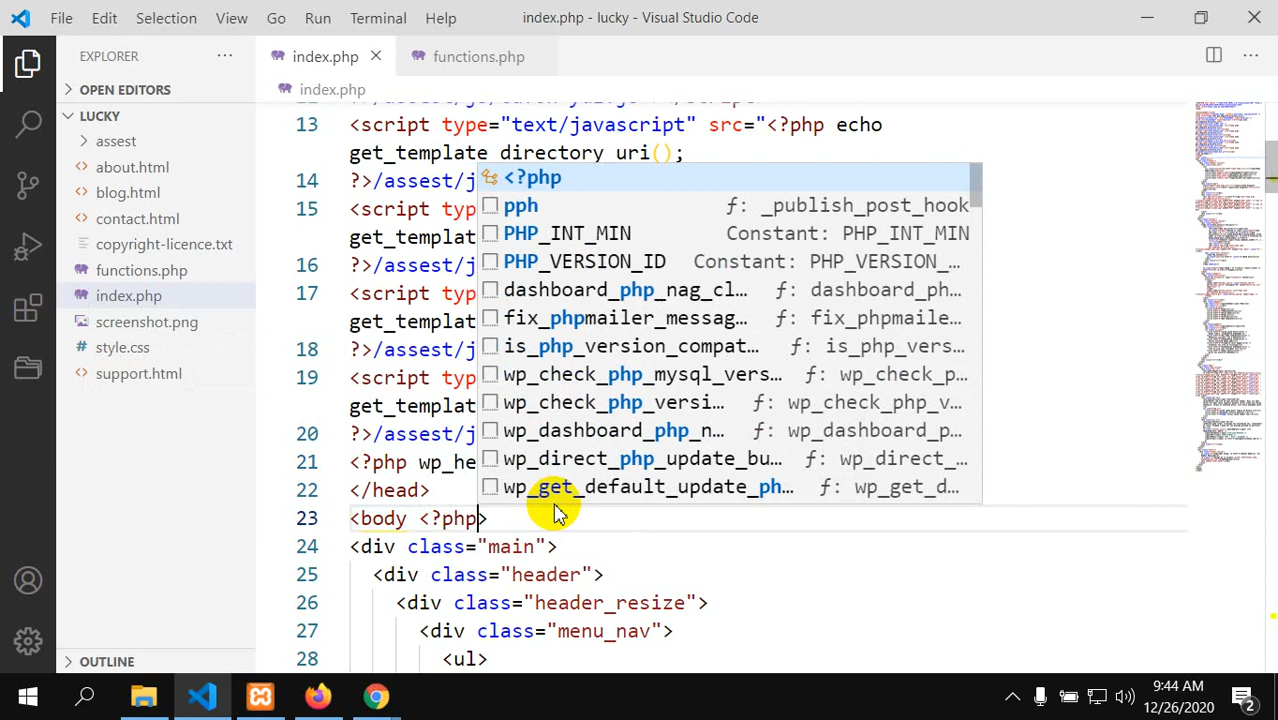 File Edit Selection View Go Run Terminal Help index.php - lucky - Visual Studio Code
EXPLORER ··· index.php functions.php ···
OPEN EDITORS index.php
LUCKY
assest
about.html
blog.html
contact.html
copyright-licence.txt
functions.php
index.php
screenshot.png
style.css
support.html
OUTLINE
13 <script type="text/javascript" src="<?php echo
get_template_directory_uri();
14 ?>/assest/j
15 <script typ
get_templat
16 ?>/assest/j
17 <script typ
get_templat
18 ?>/assest/j
19 <script typ
get_templat
20 ?>/assest/j
21 <?php wp_he
22 </head>
23 <body <?php>
24 <div class="main">
25 <div class="header">
26 <div class="header_resize">
27 <div class="menu_nav">
28 <ul>
<?php
pph f: _publish_post_hook
PHP_INT_MIN Constant: PHP_INT_MIN
PHP_VERSION_ID Constant: PHP_VERSION_…
dashboard_php_nag_cl… f: dashboard_ph…
fix_phpmailer_messag… f: fix_phpmaile…
is_php_version_compat… f: is_php_vers…
wp_check_php_mysql_vers… f: wp_check_p…
wp_check_php_versi… f: wp_check_php_v…
wp_dashboard_php_n… f: wp_dashboard_p…
wp_direct_php_update_bu… f: wp_direct_…
wp_get_default_update_ph… f: wp_get_d…
9:44 AM
12/26/2020
2